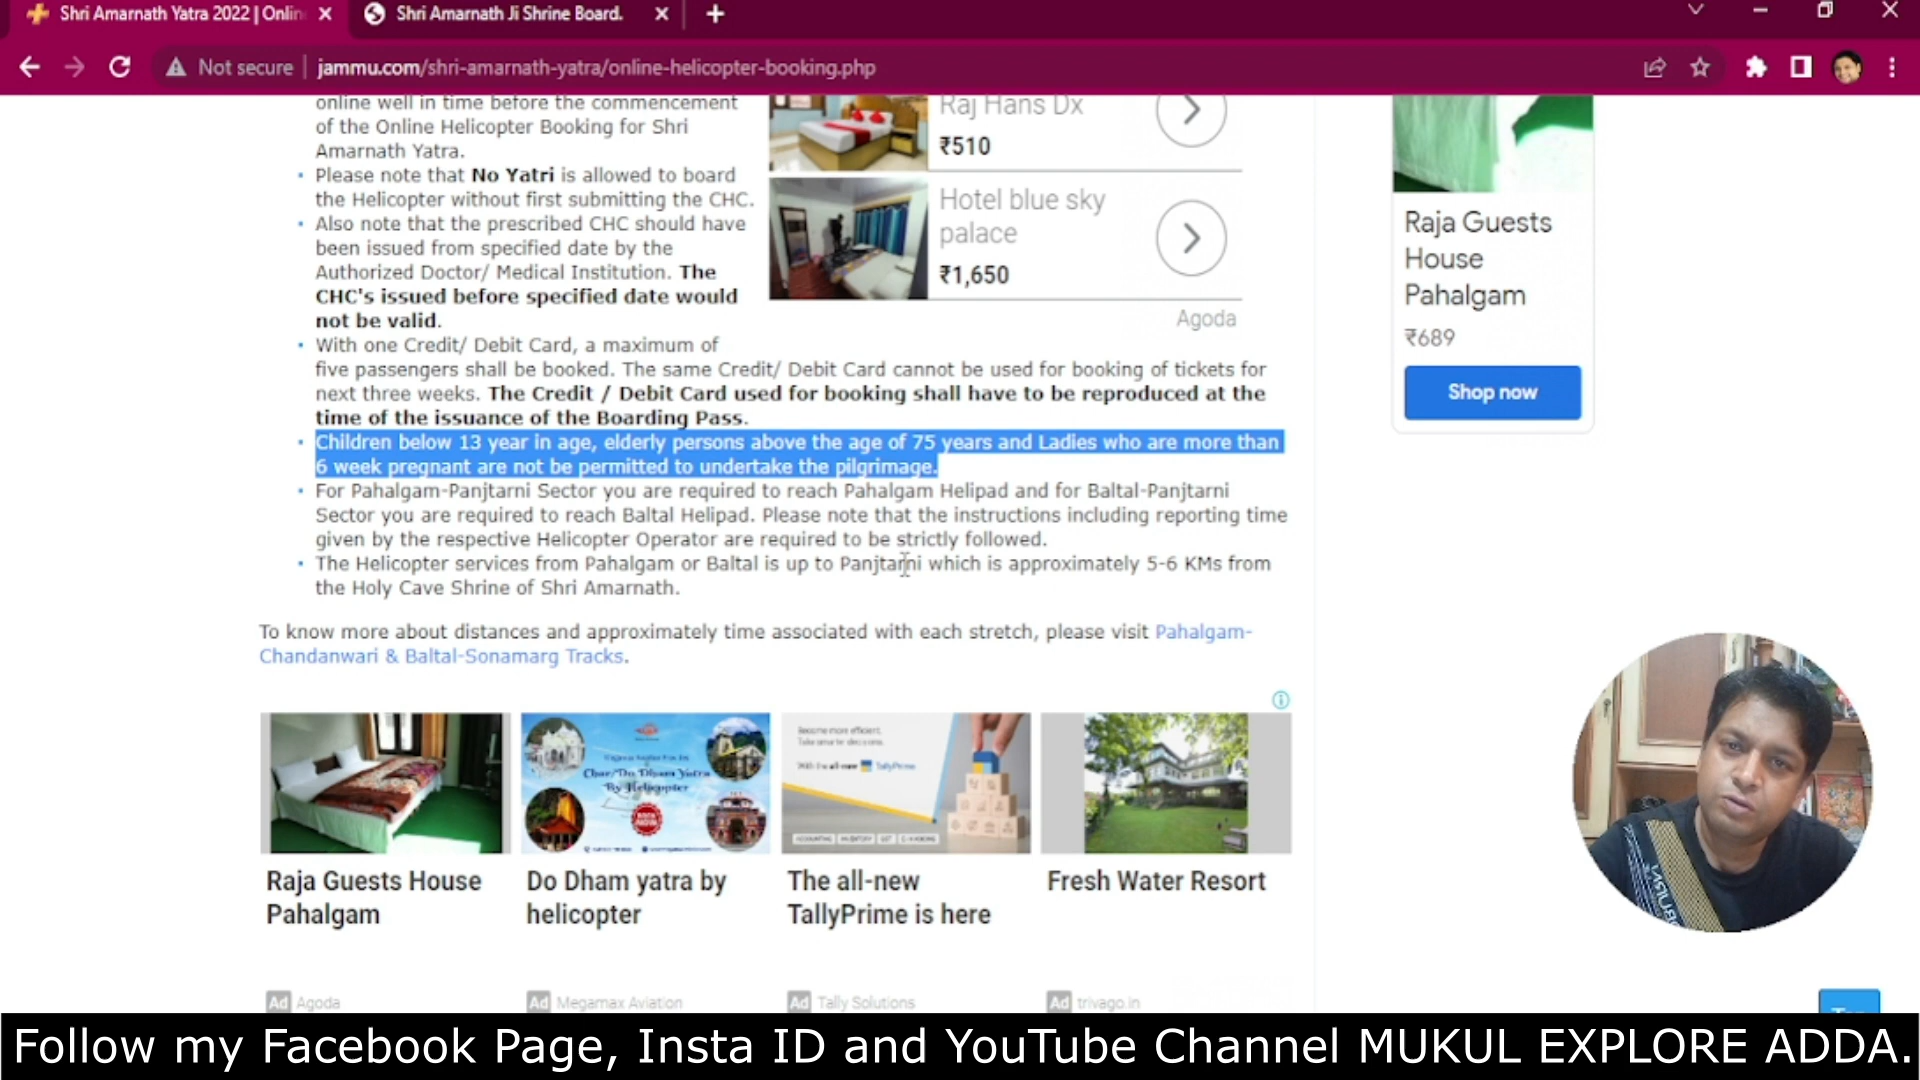 Shri Amarnath Yatra 2022 | Onlin
Shri Amarnath Ji Shrine Board.
Not secure
jammu.com/shri-amarnath-yatra/online-helicopter-booking.php
online well in time before the commencement
of the Online Helicopter Booking for Shri
Amarnath Yatra.
Please note that No Yatri is allowed to board
the Helicopter without first submitting the CHC.
Also note that the prescribed CHC should have
been issued from specified date by the
Authorized Doctor/ Medical Institution. The
CHC's issued before specified date would
not be valid.
With one Credit/ Debit Card, a maximum of
five passengers shall be booked. The same Credit/ Debit Card cannot be used for booking of tickets for
next three weeks. The Credit / Debit Card used for booking shall have to be reproduced at the
time of the issuance of the Boarding Pass.
Children below 13 year in age, elderly persons above the age of 75 years and Ladies who are more than
6 week pregnant are not be permitted to undertake the pilgrimage.
For Pahalgam-Panjtarni Sector you are required to reach Pahalgam Helipad and for Baltal-Panjtarni
Sector you are required to reach Baltal Helipad. Please note that the instructions including reporting time
given by the respective Helicopter Operator are required to be strictly followed.
The Helicopter services from Pahalgam or Baltal is up to Panjtarni which is approximately 5-6 KMs from
the Holy Cave Shrine of Shri Amarnath.
To know more about distances and approximately time associated with each stretch, please visit Pahalgam-
Chandanwari & Baltal-Sonamarg Tracks.
Raj Hans Dx
₹510
Hotel blue sky
palace
₹1,650
Agoda
Raja Guests
House
Pahalgam
₹689
Shop now
Char/Do Dham Yatra
By Helicopter
Become more efficient.
Take smarter decisions.
TallyPrime
Raja Guests House
Pahalgam
Do Dham yatra by
helicopter
The all-new
TallyPrime is here
Fresh Water Resort
Ad Agoda
Ad Megamax Aviation
Ad Tally Solutions
Ad trivago.in
Follow my Facebook Page, Insta ID and YouTube Channel MUKUL EXPLORE ADDA.